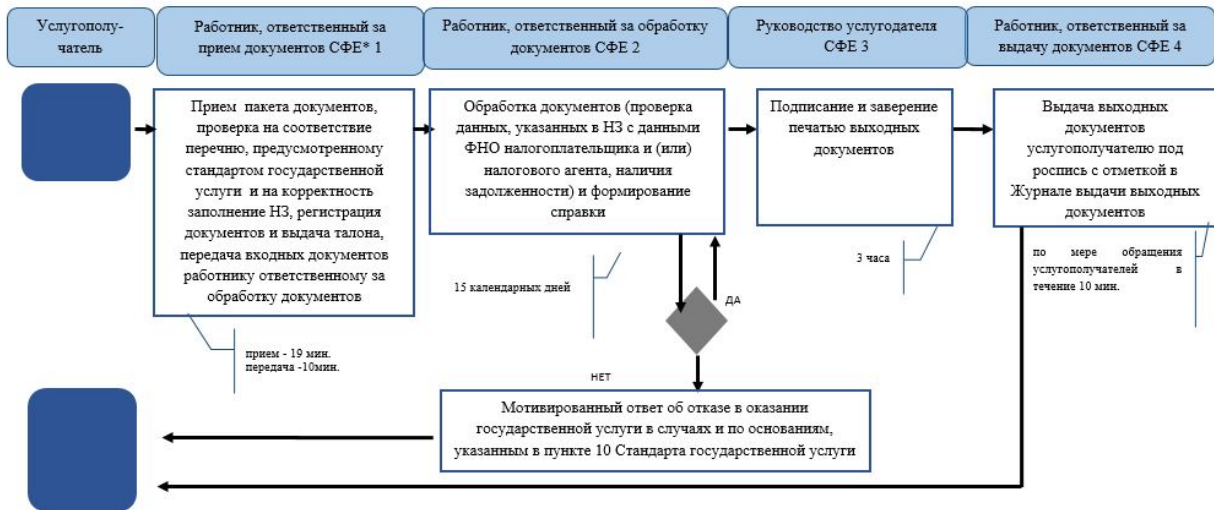 Услугополу-
чатель
Работник, ответственный за
прием документов СФЕ* 1
Работник, ответственный за обработку
документов СФЕ 2
Руководство услугодателя
СФЕ 3
Работник, ответственный за
выдачу документов СФЕ 4
Прием пакета документов,
проверка на соответствие
перечню, предусмотренному
стандартом государственной
услуги и на корректность
заполнение НЗ, регистрация
документов и выдача талона,
передача входных документов
работнику ответственному за
обработку документов
Обработка документов (проверка
данных, указанных в НЗ с данными
ФНО налогоплательщика и (или)
налогового агента, наличия
задолженности) и формирование
справки
Подписание и заверение
печатью выходных
документов
Выдача выходных
документов
услугополучателю под
роспись с отметкой в
Журнале выдачи выходных
документов
прием - 19 мин.
передача -10мин.
15 календарных дней
3 часа
по мере обращения
услугополучателей в
течение 10 мин.
ДА
НЕТ
Мотивированный ответ об отказе в оказании
государственной услуги в случаях и по основаниям,
указанным в пункте 10 Стандарта государственной услуги